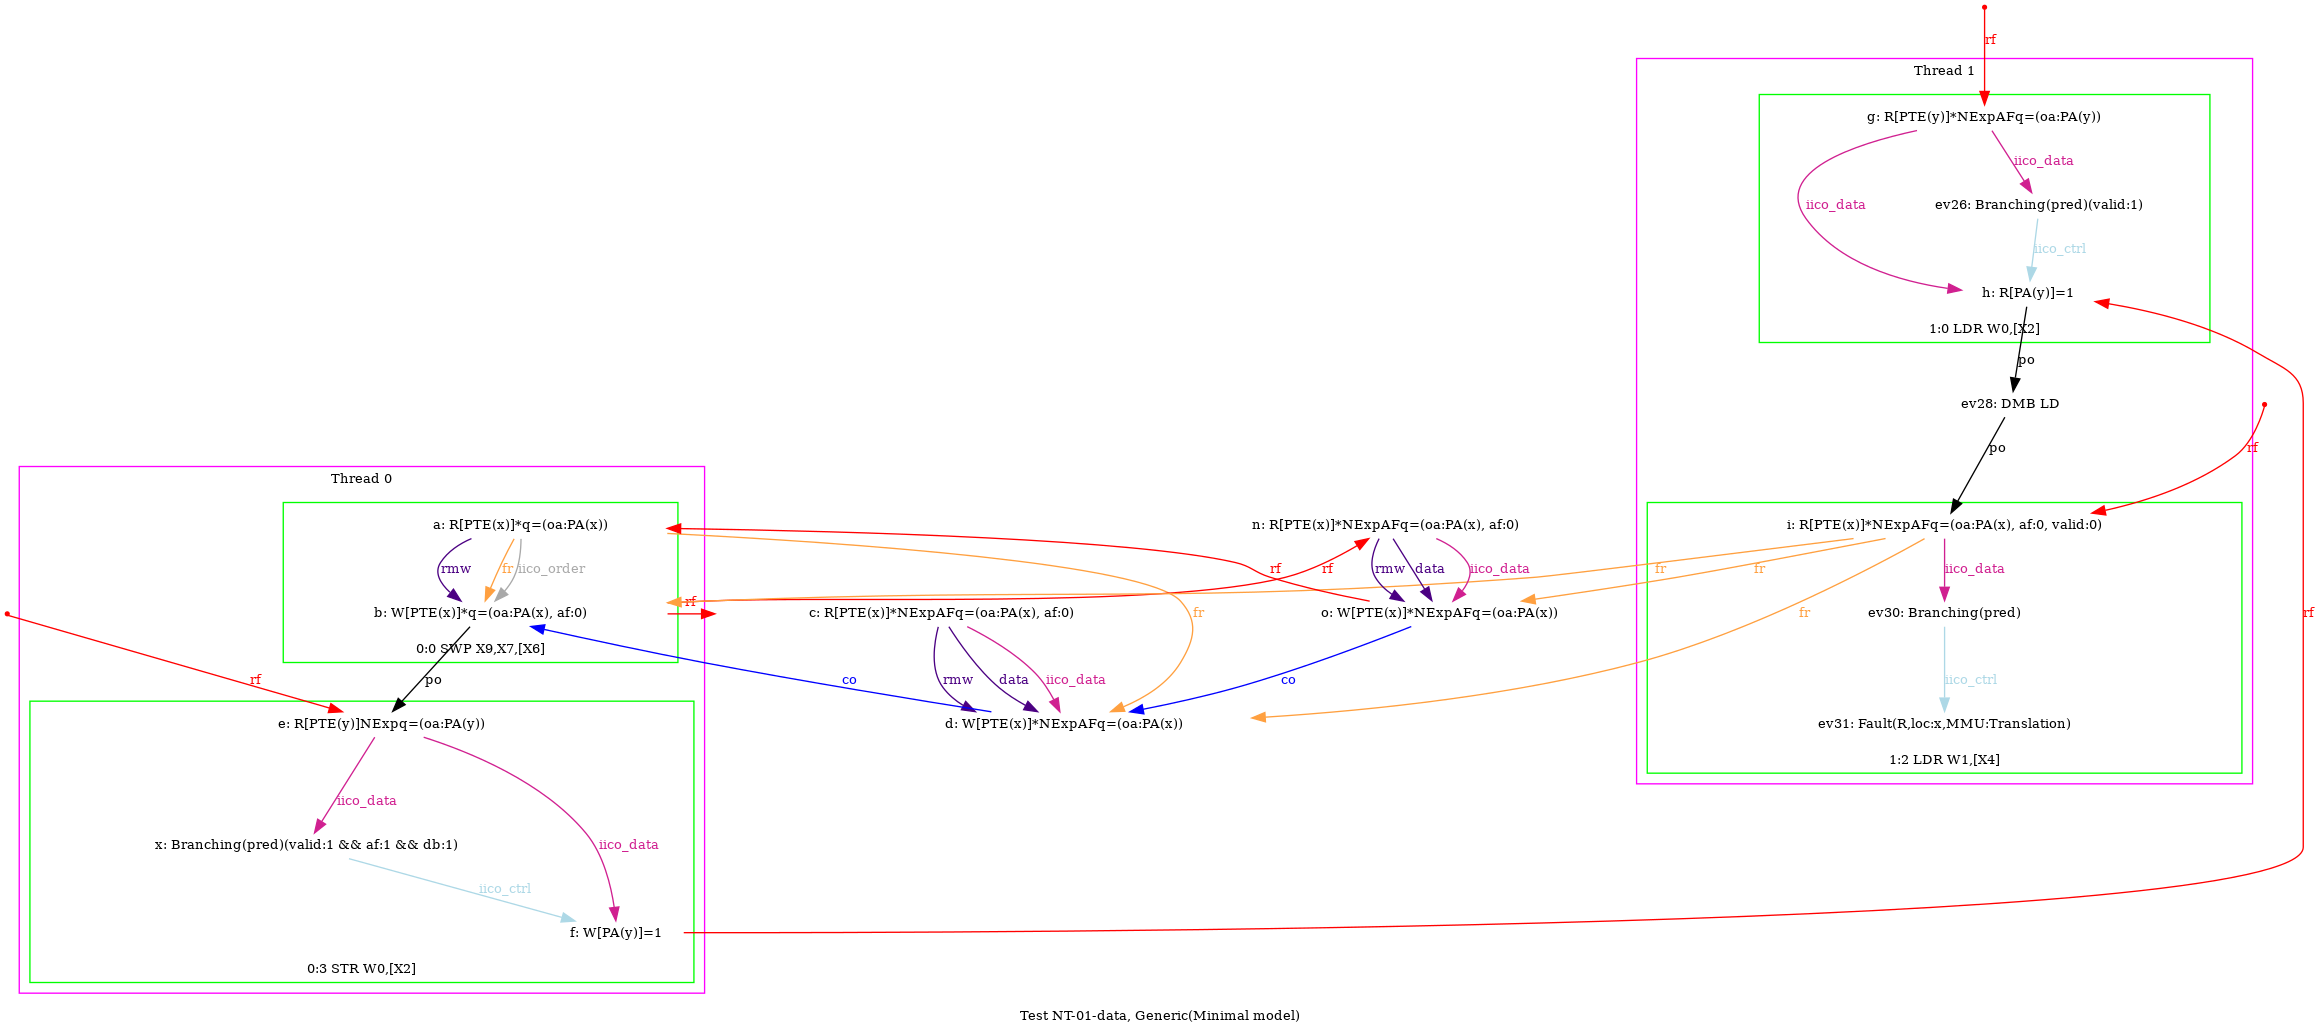 rf
Thread 1
g: R[PTE(y)]*NExpAFq=(oa:PA(y))
iico_data
ev26: Branching(pred)(valid:1)
iico_data
iico_ctrl
h: R[PA(y)]=1
1:0 LDR W0,[X2]
po
ev28: DMB LD
po
rf
Thread 0
a: R[PTE(x)]*q=(oa:PA(x))
n: R[PTE(x)]*NExpAFq=(oa:PA(x), af:0)
i: R[PTE(x)]*NExpAFq=(oa:PA(x), af:0, valid:0)
rmw
fr
iico_order
rf
rf
rmw
data
iico_data
fr
fr
iico_data
rf
b: W[PTE(x)]*q=(oa:PA(x), af:0)
c: R[PTE(x)]*NExpAFq=(oa:PA(x), af:0)
fr
o: W[PTE(x)]*NExpAFq=(oa:PA(x))
fr
ev30: Branching(pred)
rf
0:0 SWP X9,X7,[X6]
rf
po
co
rmw
data
iico_data
co
iico_ctrl
e: R[PTE(y)]NExpq=(oa:PA(y))
d: W[PTE(x)]*NExpAFq=(oa:PA(x))
ev31: Fault(R,loc:x,MMU:Translation)
1:2 LDR W1,[X4]
iico_data
x: Branching(pred)(valid:1 && af:1 && db:1)
iico_data
iico_ctrl
f: W[PA(y)]=1
0:3 STR W0,[X2]
Test NT-01-data, Generic(Minimal model)